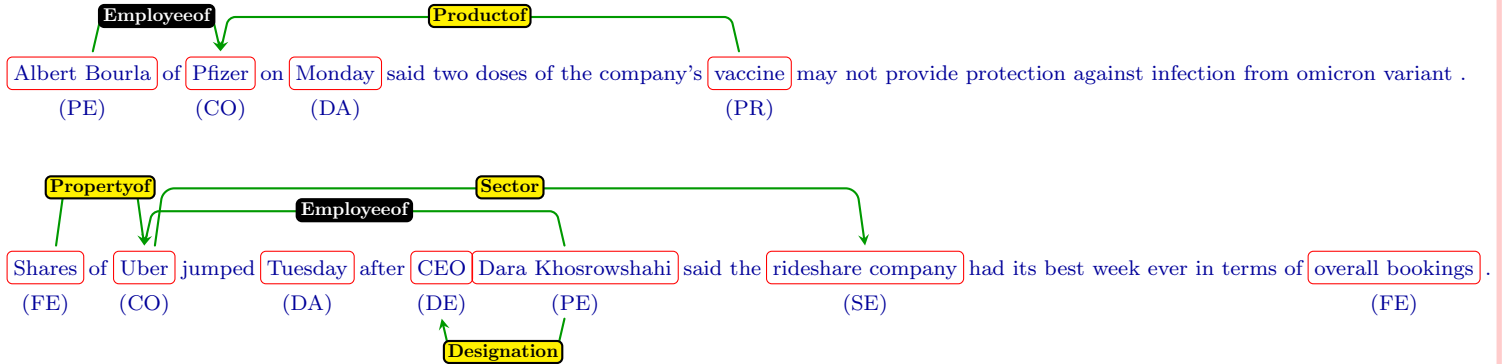 Employeeof Productof
Albert Bourla of Pfizer on Monday said two doses of the company's vaccine may not provide protection against infection from omicron variant .
(PE) (CO) (DA) (PR)
Propertyof Sector
Employeeof
Shares of Uber jumped Tuesday after CEO Dara Khosrowshahi said the rideshare company had its best week ever in terms of overall bookings .
(FE) (CO) (DA) (DE) (PE) (SE) (FE)
Designation